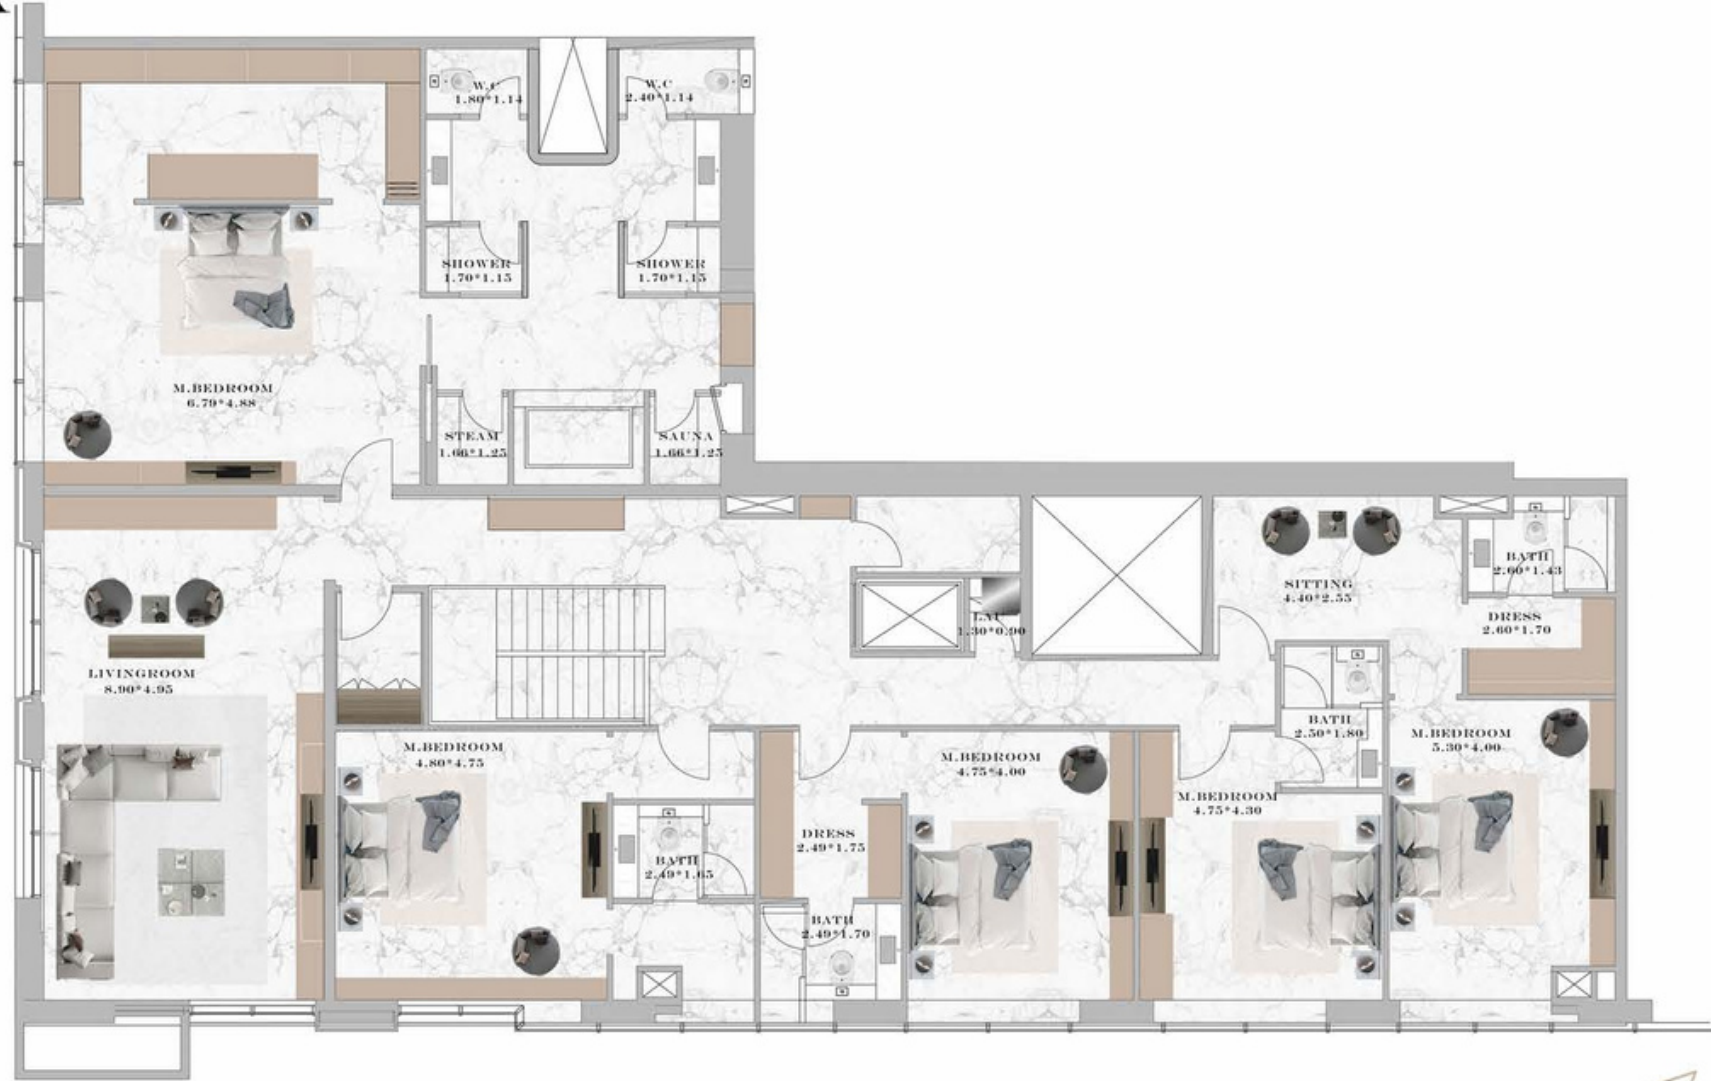 W.C
1.80*1.14
W.C
2.40*1.14
SHOWER
1.70*1.15
SHOWER
1.70*1.15
M.BEDROOM
6.79*4.88
STEAM
1.66*1.25
SAUNA
1.66*1.25
BATH
2.60*1.43
SITTING
4.40*2.55
LAU
1.30*0.90
DRESS
2.60*1.70
LIVINGROOM
8.90*4.95
BATH
2.50*1.80
M.BEDROOM
5.30*4.00
M.BEDROOM
4.80*4.75
M.BEDROOM
4.75*4.00
M.BEDROOM
4.75*4.30
DRESS
2.49*1.75
BATH
2.49*1.65
BATH
2.49*1.70